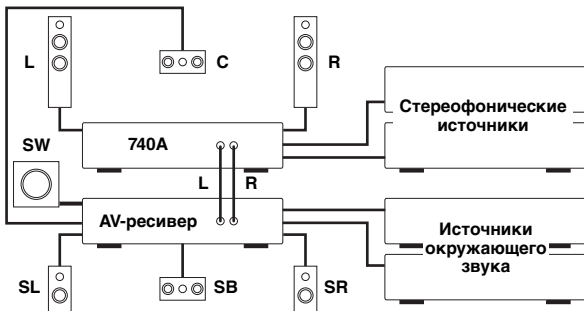 L
C
R
Стереофонические
источники
740A
SW
L
R
AV-ресивер
Источники
окружающего
звука
SL
SB
SR